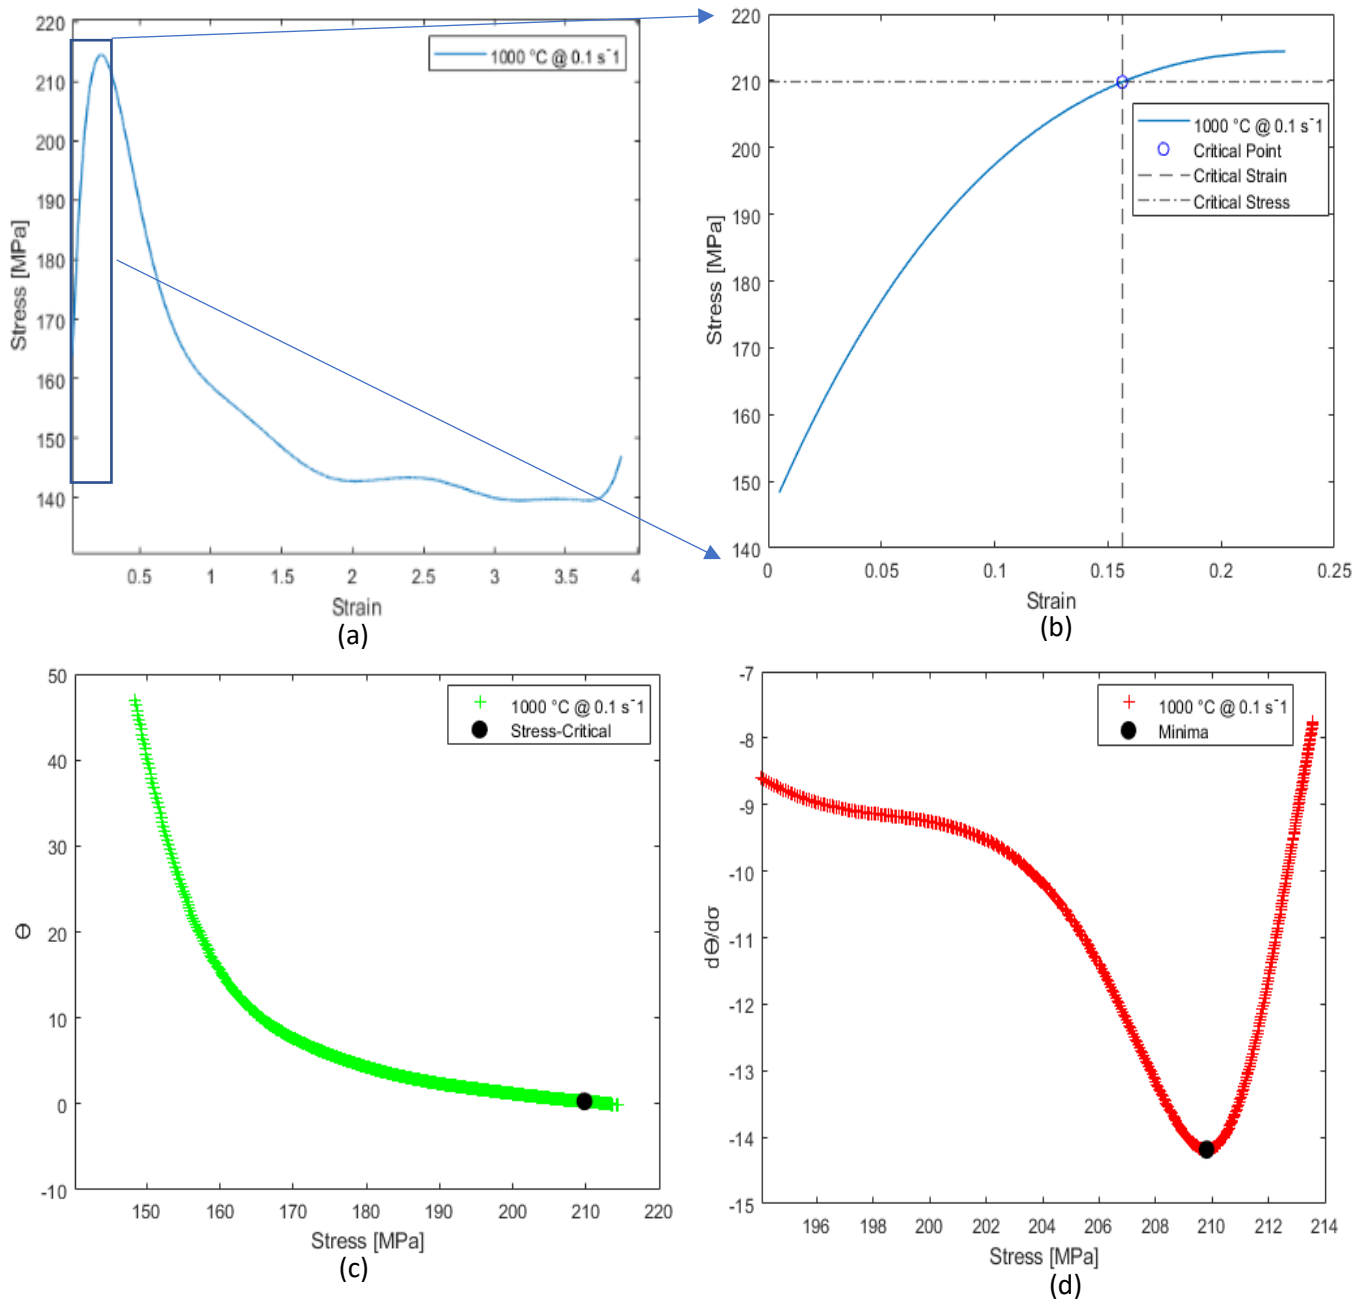 220
210
200
190
180
170
160
150
140
Stress [MPa]
1000 °C @ 0.1 s⁻1
0.5 1 1.5 2 2.5 3 3.5 4
Strain
(a)
220
210
200
190
180
170
160
150
140
Stress [MPa]
1000 °C @ 0.1 s⁻1
Critical Point
Critical Strain
Critical Stress
0 0.05 0.1 0.15 0.2 0.25
Strain
(b)
50
40
30
20
10
0
-10
Θ
1000 °C @ 0.1 s⁻1
Stress-Critical
150 160 170 180 190 200 210 220
Stress [MPa]
(c)
-7
-8
-9
-10
-11
-12
-13
-14
-15
dΘ/dσ
1000 °C @ 0.1 s⁻1
Minima
196 198 200 202 204 206 208 210 212 214
Stress [MPa]
(d)